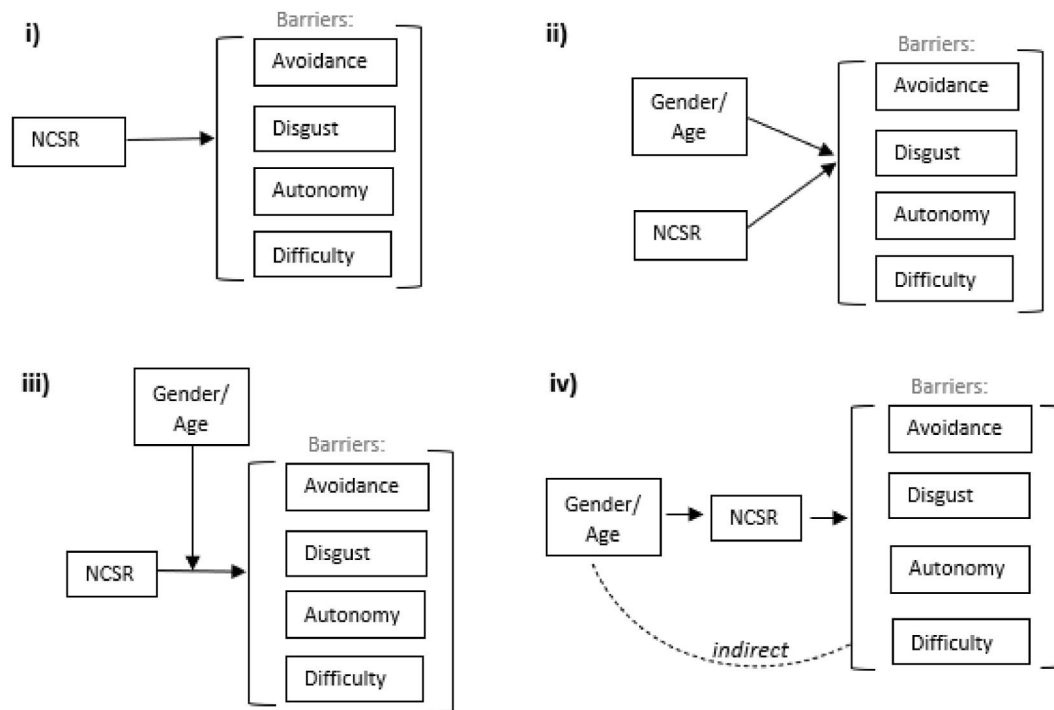 i)
Barriers:
NCSR
Avoidance
Disgust
Autonomy
Difficulty
ii)
Barriers:
Gender/
Age
NCSR
Avoidance
Disgust
Autonomy
Difficulty
iii)
Gender/
Age
Barriers:
NCSR
Avoidance
Disgust
Autonomy
Difficulty
iv)
Barriers:
Gender/
Age
NCSR
Avoidance
Disgust
Autonomy
Difficulty
indirect